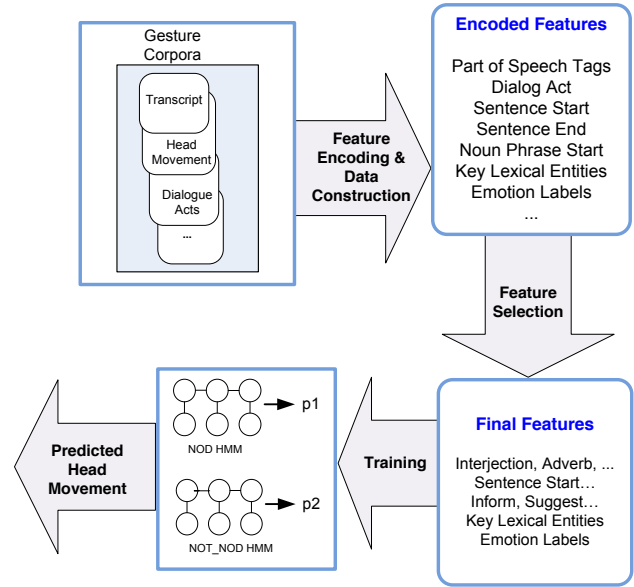 Gesture
Corpora
Transcript
Head
Movement
Dialogue
Acts
...
Feature
Encoding &
Data
Construction
Encoded Features
Part of Speech Tags
Dialog Act
Sentence Start
Sentence End
Noun Phrase Start
Key Lexical Entities
Emotion Labels
...
Feature
Selection
Final Features
Interjection, Adverb, ...
Sentence Start...
Inform, Suggest...
Key Lexical Entities
Emotion Labels
Training
p1
NOD HMM
p2
NOT_NOD HMM
Predicted
Head
Movement